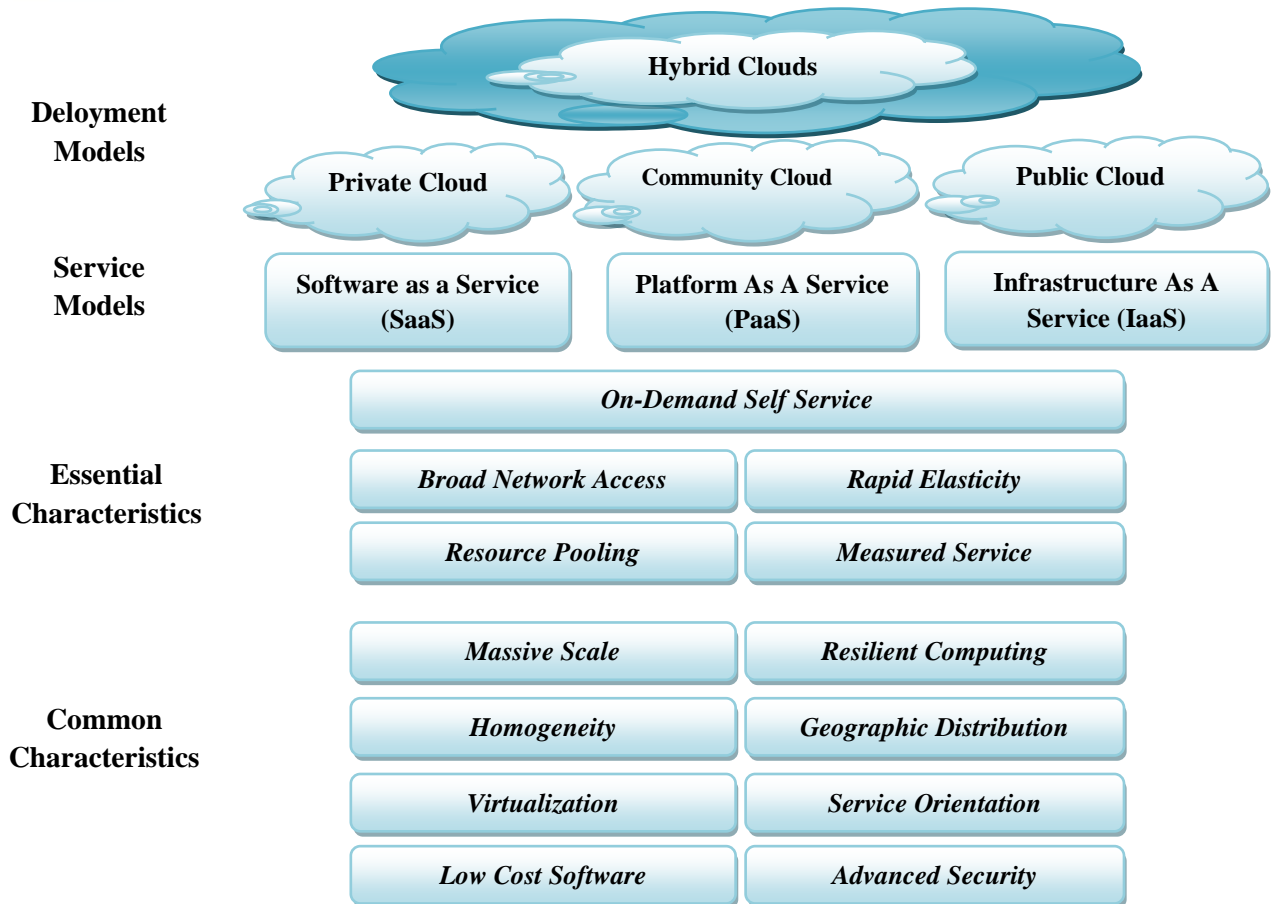 Hybrid Clouds
Deloyment
Models
Private Cloud
Community Cloud
Public Cloud
Service
Models
Software as a Service
(SaaS)
Platform As A Service
(PaaS)
Infrastructure As A
Service (IaaS)
On-Demand Self Service
Essential
Characteristics
Broad Network Access
Rapid Elasticity
Resource Pooling
Measured Service
Common
Characteristics
Massive Scale
Resilient Computing
Homogeneity
Geographic Distribution
Virtualization
Service Orientation
Low Cost Software
Advanced Security